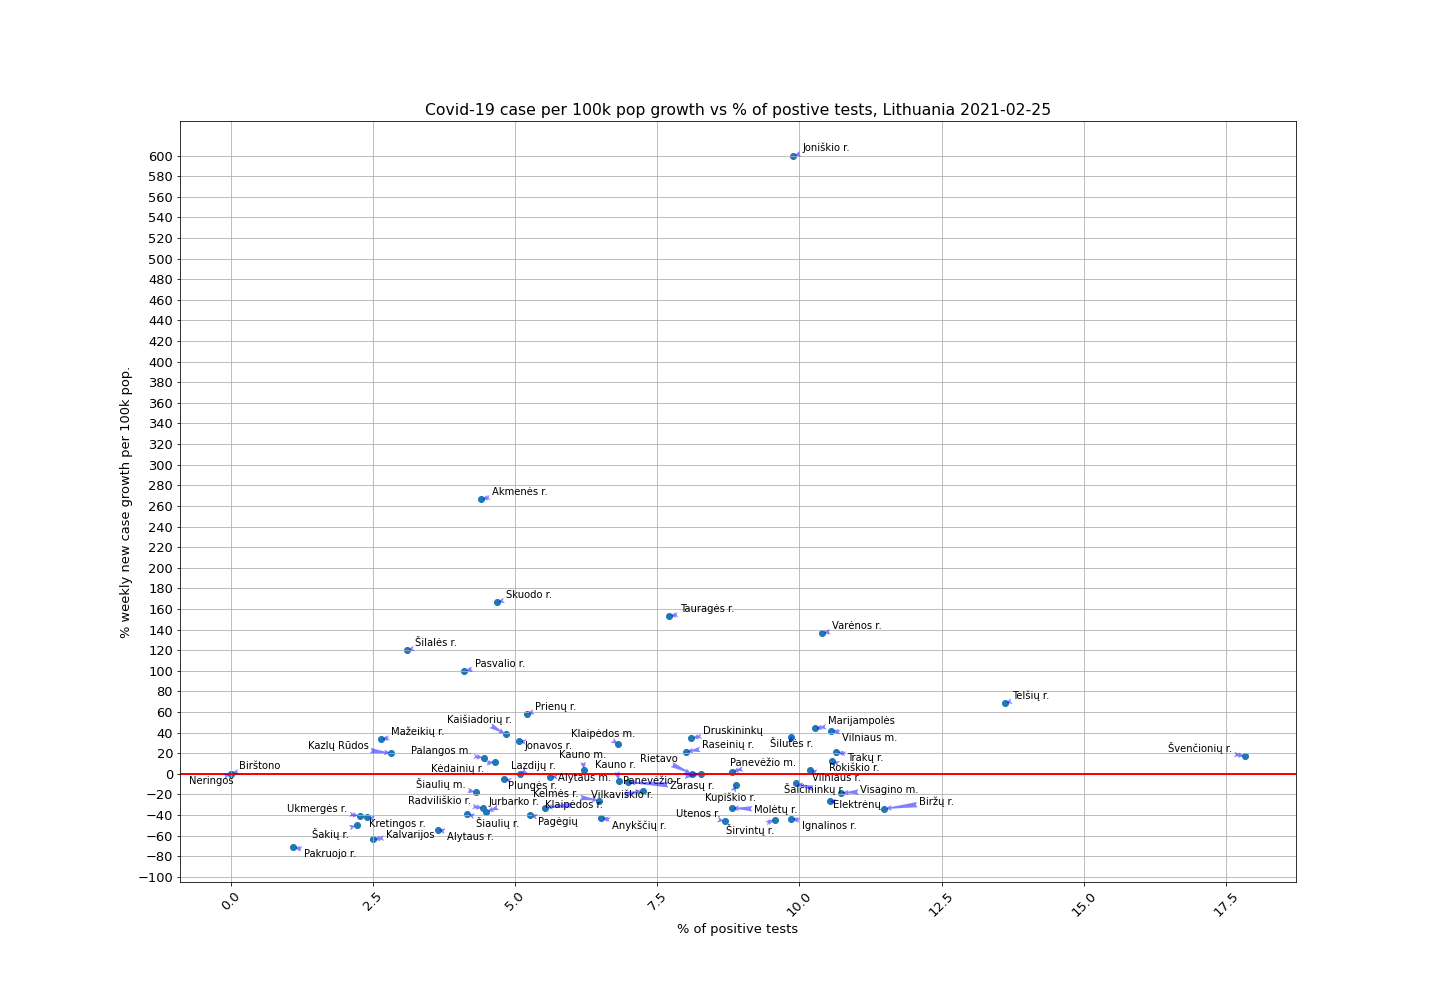 Covid-19 case per 100k pop growth vs % of postive tests, Lithuania 2021-02-25
% weekly new case growth per 100k pop.
600
580
560
540
520
500
480
460
440
420
400
380
360
340
320
300
280
260
240
220
200
180
160
140
120
100
80
60
40
20
0
−20
−40
−60
−80
−100
Joniškio r.
Akmenės r.
Skuodo r.
Tauragės r.
Varėnos r.
Šilalės r.
Pasvalio r.
Telšių r.
Prienų r.
Kaišiadorių r.
Marijampolės
Mažeikių r.
Klaipėdos m.
Druskininkų
Vilniaus m.
Kazlų Rūdos
Jonavos r.
Raseinių r.
Šilutės r.
Švenčionių r.
Palangos m.
Kauno m.
Rietavo
Trakų r.
Birštono
Kėdainių r.
Lazdijų r.
Kauno r.
Panevėžio m.
Rokiškio r.
Neringos
Alytaus m.
Panevėžio r.
Vilniaus r.
Šiaulių m.
Plungės r.
Zarasų r.
Šalčininkų r.
Visagino m.
Kelmės r.
Vilkaviškio r.
Kupiškio r.
Radviliškio r.
Jurbarko r.
Klaipėdos r.
Elektrėnų
Biržų r.
Ukmergės r.
Molėtų r.
Utenos r.
Kretingos r.
Šiaulių r.
Pagėgių
Anykščių r.
Širvintų r.
Ignalinos r.
Šakių r.
Kalvarijos
Alytaus r.
Pakruojo r.
0.0
2.5
5.0
7.5
10.0
12.5
15.0
17.5
% of positive tests